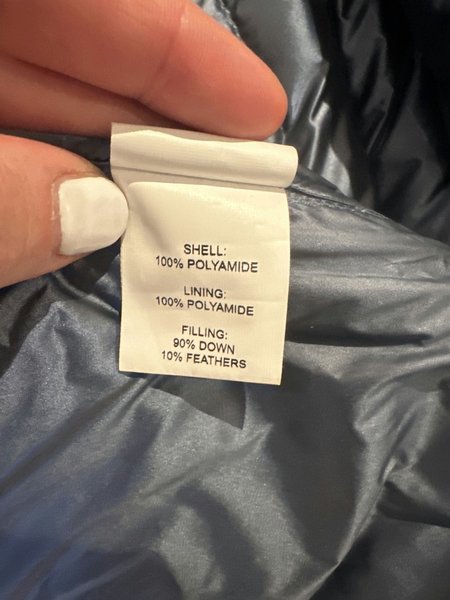 SHELL:
100% POLYAMIDE
LINING:
100% POLYAMIDE
FILLING:
90% DOWN
10% FEATHERS